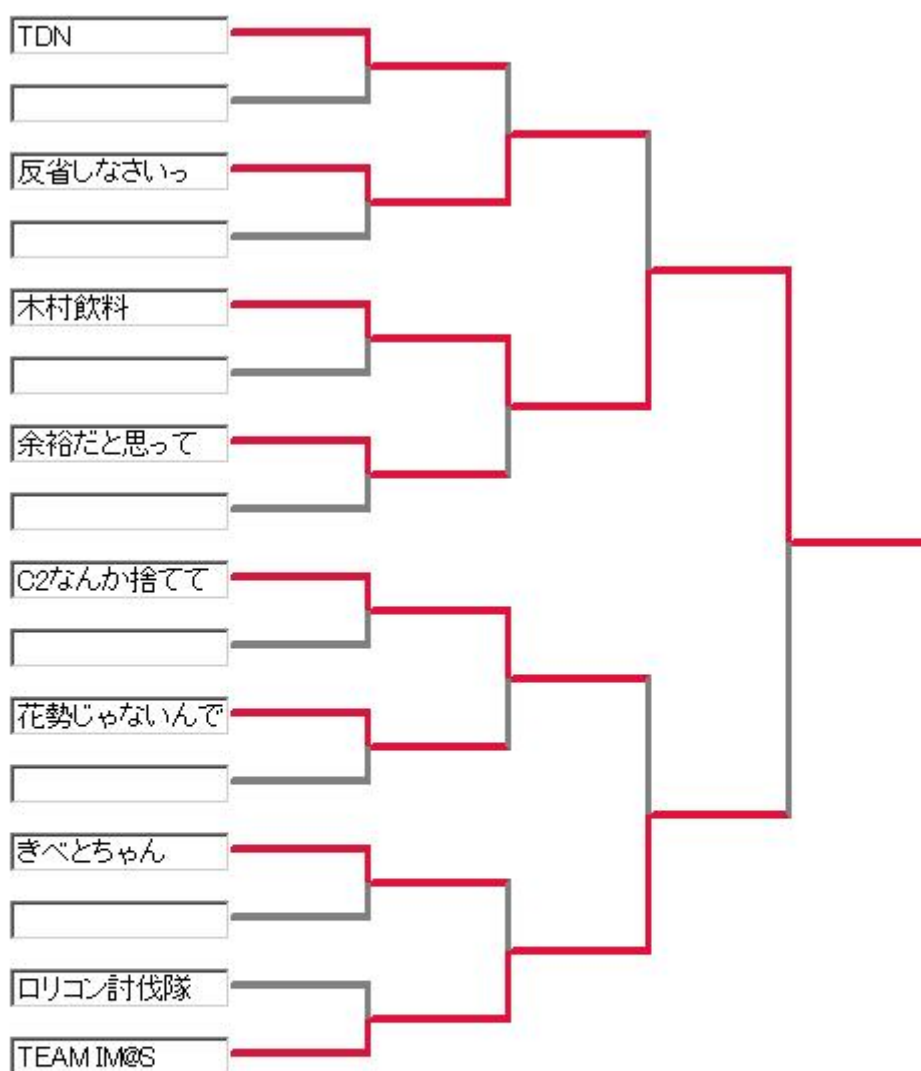 TDN
反省しなさいっ
木村飲料
余裕だと思って
C2なんか捨てて
花勢じゃないんで
きべとちゃん
ロリコン討伐隊
TEAM IM@S